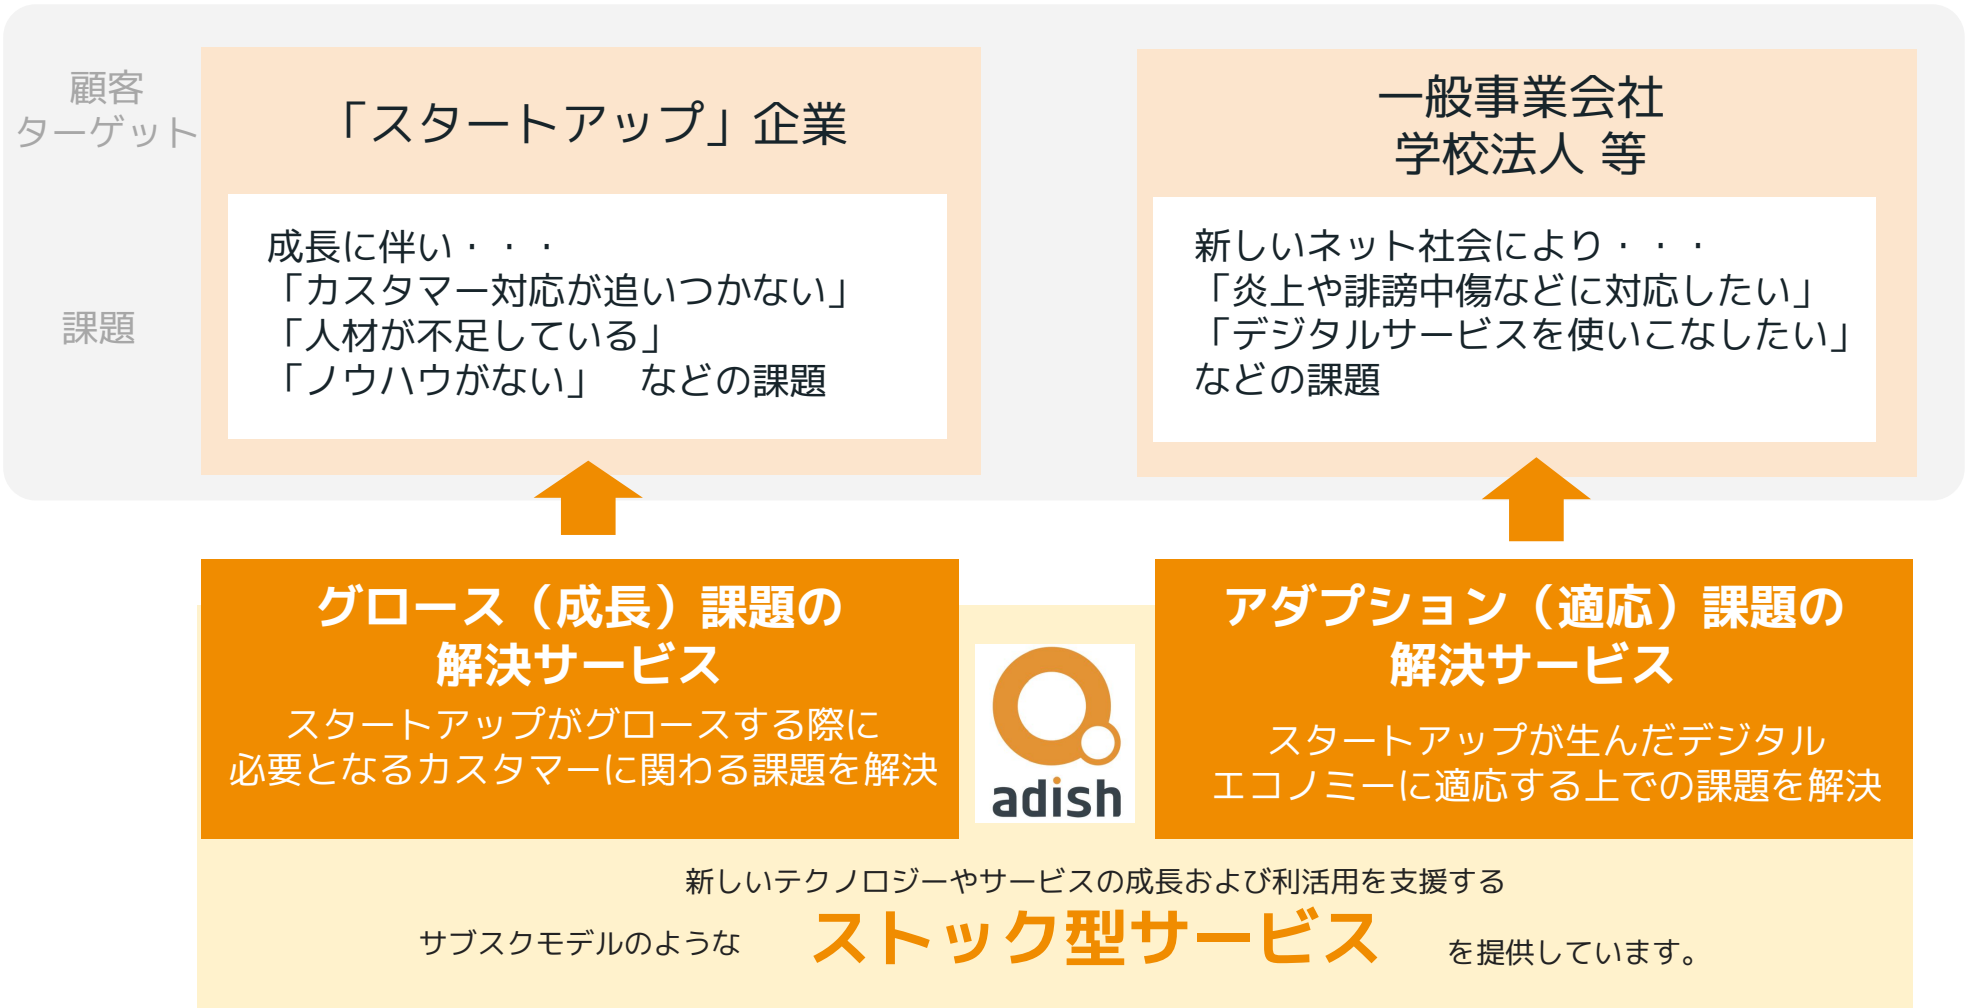 顧客
ターゲット
「スタートアップ」企業
一般事業会社
学校法人 等
課題
成長に伴い・・・
「カスタマー対応が追いつかない」
「人材が不足している」
「ノウハウがない」　などの課題
新しいネット社会により・・・
「炎上や誹謗中傷などに対応したい」
「デジタルサービスを使いこなしたい」
などの課題
グロース（成長）課題の
解決サービス
スタートアップがグロースする際に
必要となるカスタマーに関わる課題を解決
adish
アダプション（適応）課題の
解決サービス
スタートアップが生んだデジタル
エコノミーに適応する上での課題を解決
新しいテクノロジーやサービスの成長および利活用を支援する
サブスクモデルのような ストック型サービス を提供しています。